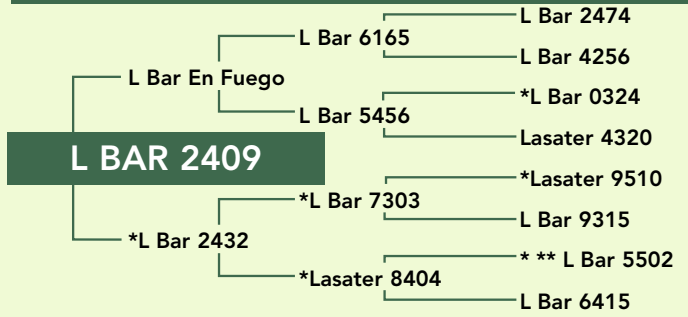 L Bar 2474
L Bar 6165
L Bar 4256
L Bar En Fuego
*L Bar 0324
L Bar 5456
Lasater 4320
L BAR 2409
*Lasater 9510
*L Bar 7303
L Bar 9315
*L Bar 2432
* ** L Bar 5502
*Lasater 8404
L Bar 6415